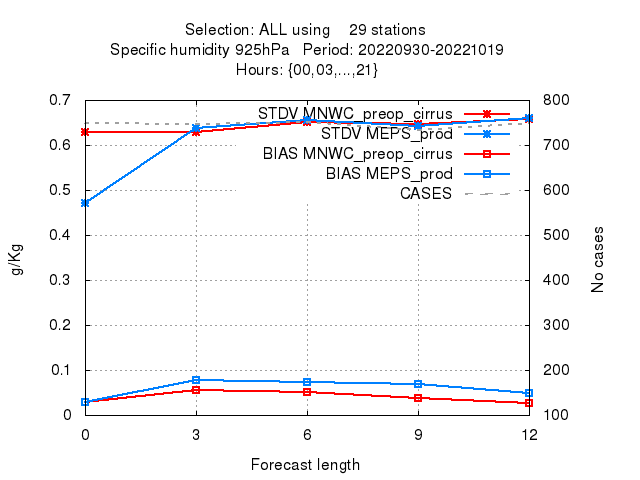 Selection: ALL using    29 stations
Specific humidity 925hPa   Period: 20220930-20221019
Hours: {00,03,...,21}
0.7 800
STDV MNWC_preop_cirrus
STDV MEPS_prod
0.6 700
BIAS MNWC_preop_cirrus
BIAS MEPS_prod
0.5 600
CASES
0.4 500
g/Kg
No cases
0.3 400
0.2 300
0.1 200
0 100
0 3 6 9 12
Forecast length